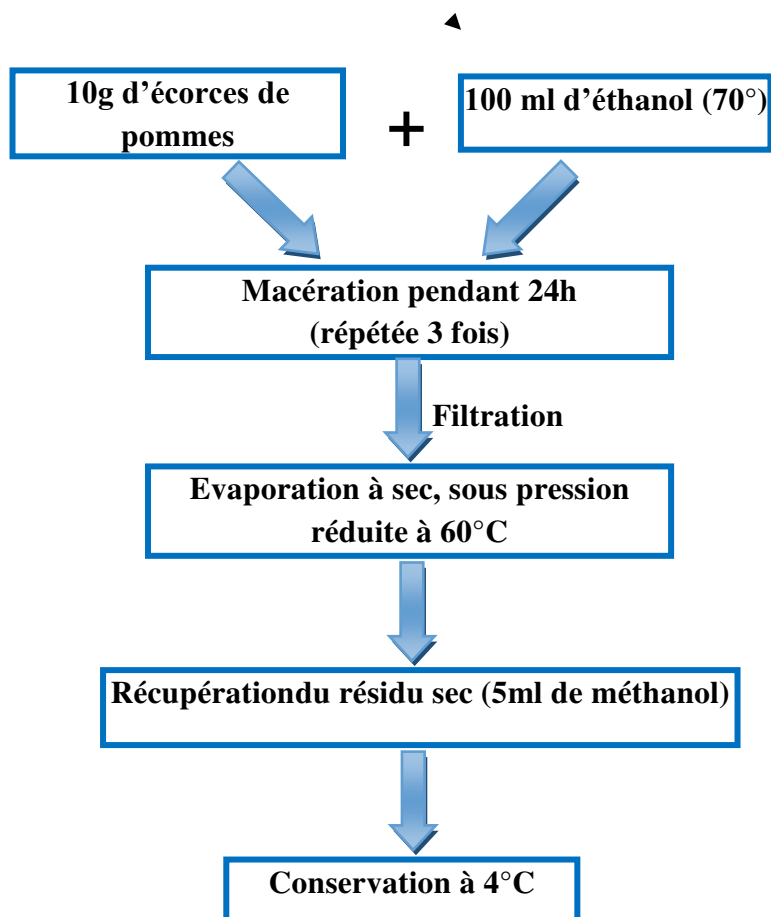 10g d'écorces de
pommes
+
100 ml d'éthanol (70°)
Macération pendant 24h
(répétée 3 fois)
Filtration
Evaporation à sec, sous pression
réduite à 60°C
Récupérationdu résidu sec (5ml de méthanol)
Conservation à 4°C